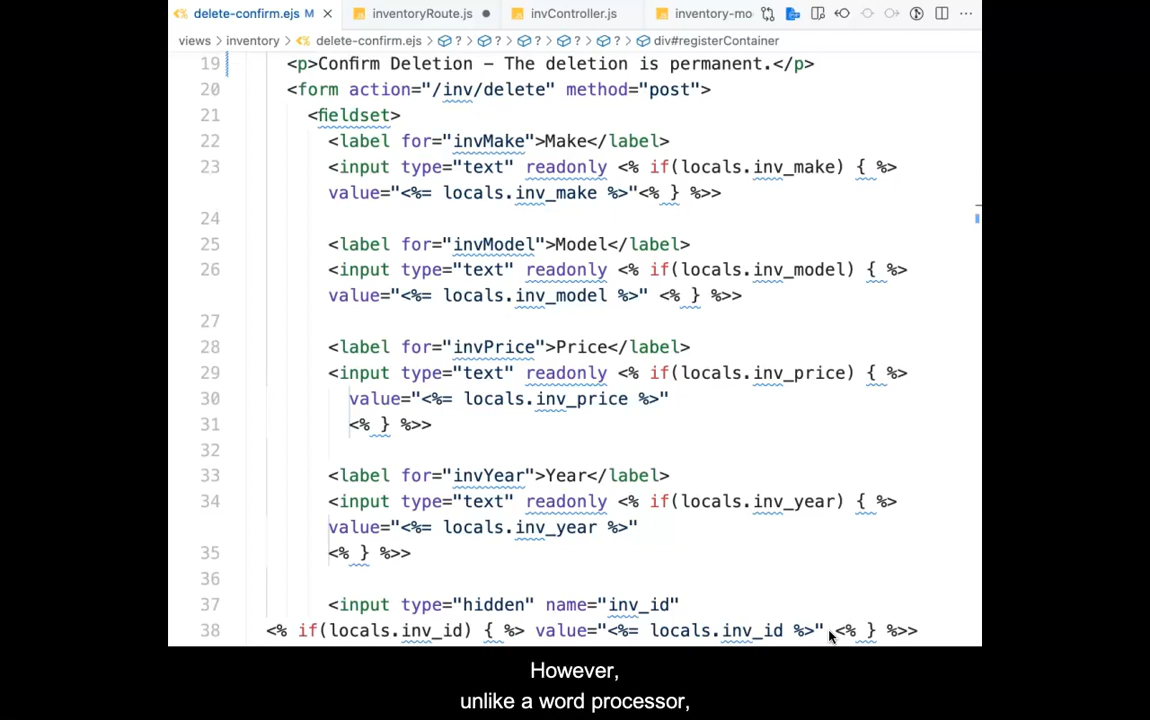 delete-confirm.ejs M × inventoryRoute.js ● invController.js inventory-mo ...
views > inventory > delete-confirm.ejs > ? > ? > ? > ? > ? > div#registerContainer
19 <p>Confirm Deletion - The deletion is permanent.</p>
20 <form action="/inv/delete" method="post">
21 <fieldset>
22 <label for="invMake">Make</label>
23 <input type="text" readonly <% if(locals.inv_make) { %>
value="<%= locals.inv_make %>"<% } %>>
24
25 <label for="invModel">Model</label>
26 <input type="text" readonly <% if(locals.inv_model) { %>
value="<%= locals.inv_model %>" <% } %>>
27
28 <label for="invPrice">Price</label>
29 <input type="text" readonly <% if(locals.inv_price) { %>
30 value="<%= locals.inv_price %>"
31 <% } %>>
32
33 <label for="invYear">Year</label>
34 <input type="text" readonly <% if(locals.inv_year) { %>
value="<%= locals.inv_year %>"
35 <% } %>>
36
37 <input type="hidden" name="inv_id"
38 <% if(locals.inv_id) { %> value="<%= locals.inv_id %>" <% } %>>
However,
unlike a word processor,